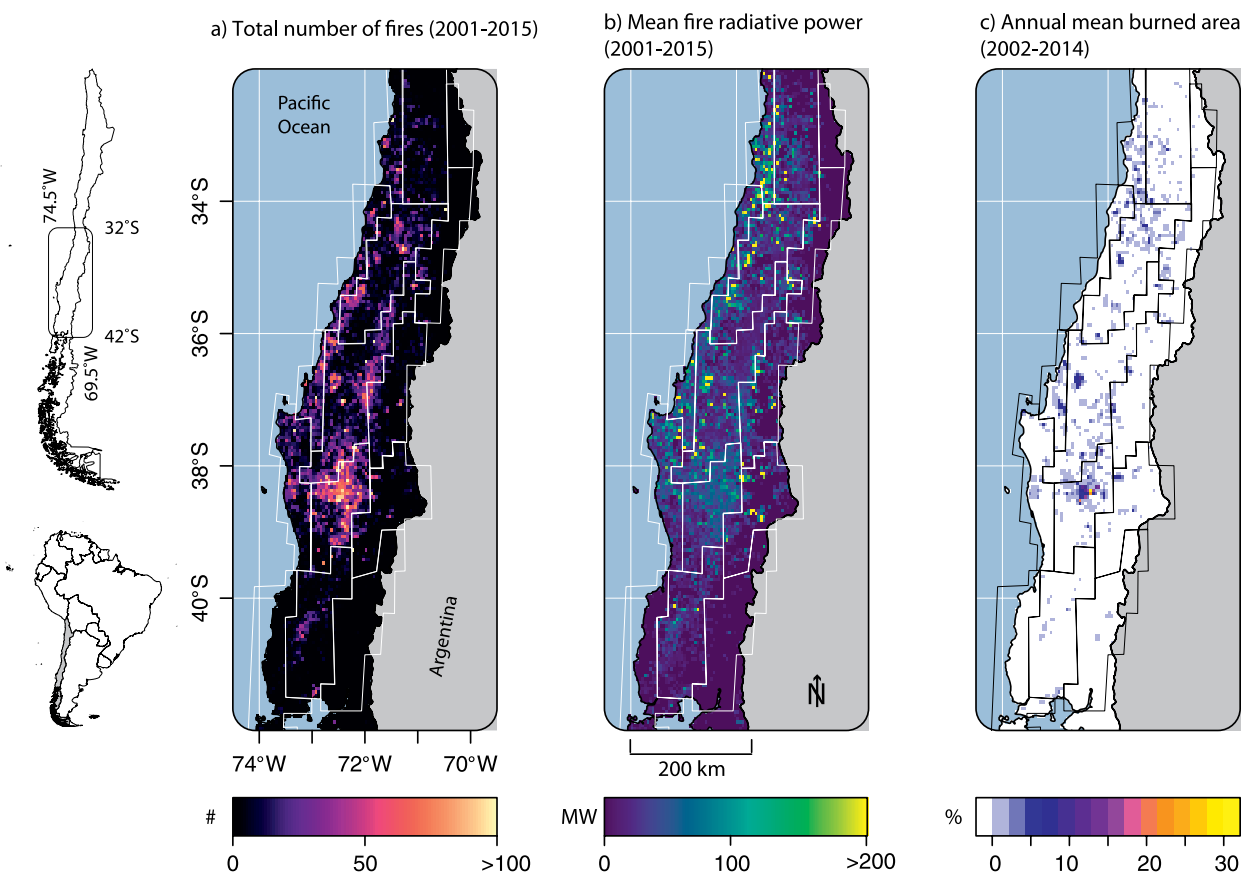 a) Total number of fires (2001-2015)
b) Mean fire radiative power
(2001-2015)
c) Annual mean burned area
(2002-2014)
74.5°W
32°S
42°S
69.5°W
Pacific
Ocean
Argentina
34°S
36°S
38°S
40°S
74°W
72°W
70°W
N
200 km
#
0
50
>100
MW
0
100
>200
%
0
10
20
30